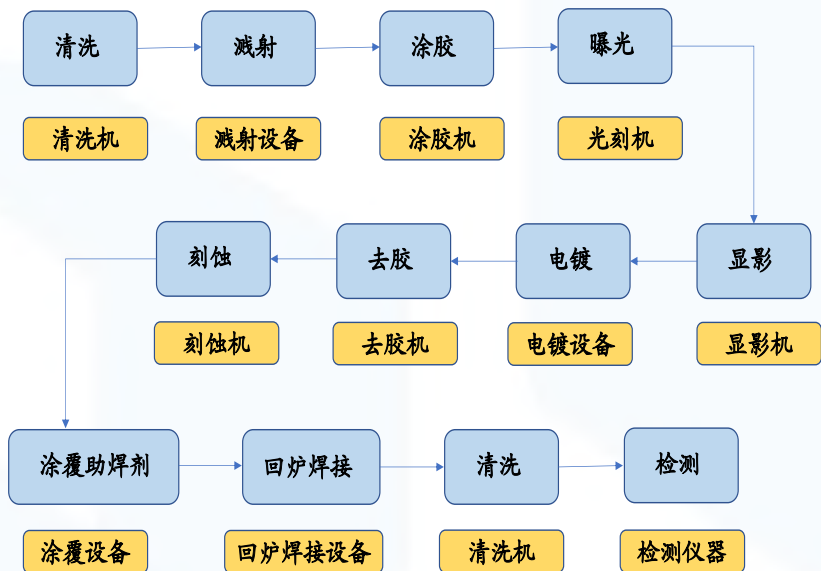 清洗
溅射
涂胶
曝光
清洗机
溅射设备
涂胶机
光刻机
刻蚀
去胶
电镀
显影
刻蚀机
去胶机
电镀设备
显影机
涂覆助焊剂
回炉焊接
清洗
检测
涂覆设备
回炉焊接设备
清洗机
检测仪器